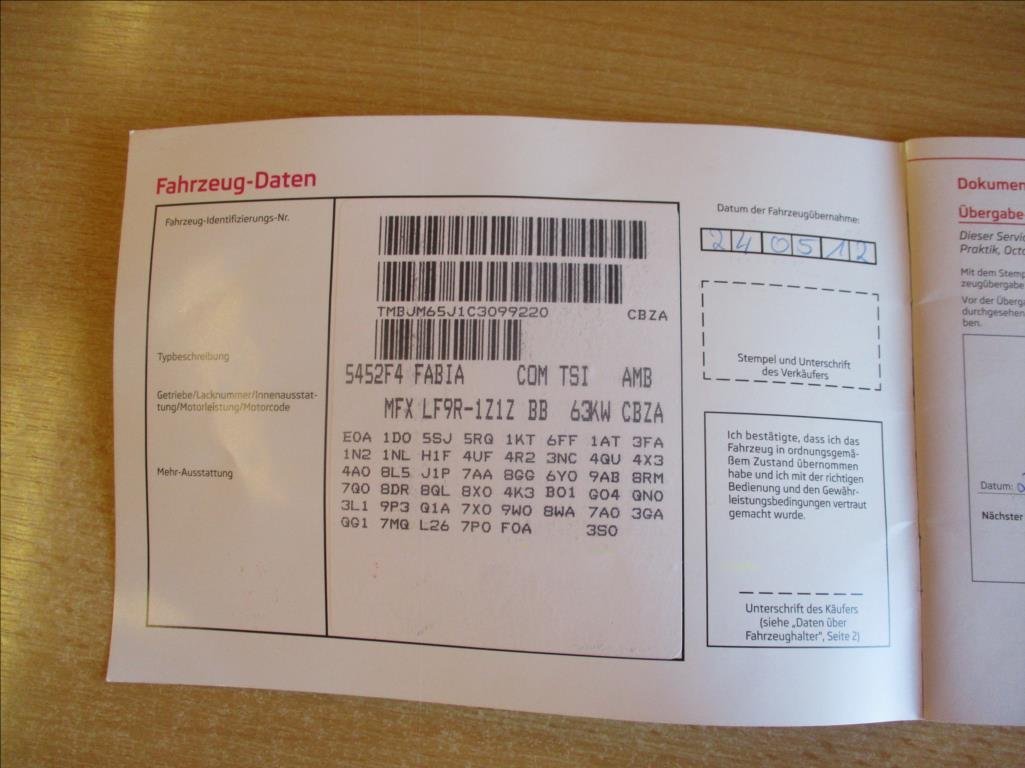 Fahrzeug-Daten
Fahrzeug-Identifizierungs-Nr.
TMBJM65J1C3099220 CBZA
Typbeschreibung
5452F4 FABIA COM TSI AMB
Getriebe/Lacknummer/Innenausstat-
tung/Motorleistung/Motorcode
MFX LF9R-1Z1Z BB 63KW CBZA
Mehr-Ausstattung
E0A 1D0 5SJ 5RQ 1KT 6FF 1AT 3FA
1N2 1NL H1F 4UF 4R2 3NC 4QU 4X3
4A0 8L5 J1P 7AA 8GG 6Y0 9AB 8RM
7Q0 8DR 8QL 8X0 4K3 B01 G04 QN0
3L1 9P3 Q1A 7X0 9W0 8WA 7A0 3GA
QG1 7MQ L26 7P0 F0A 3S0
Datum der Fahrzeugübernahme:
240512
Stempel und Unterschrift
des Verkäufers
Ich bestätigte, dass ich das
Fahrzeug in ordnungsgemä-
ßem Zustand übernommen
habe und ich mit der richtigen
Bedienung und den Gewähr-
leistungsbedingungen vertraut
gemacht wurde.
Unterschrift des Käufers
(siehe „Daten über
Fahrzeughalter", Seite 2)
Dokumen
Übergabe
Dieser Servic
Praktik, Octa
Mit dem Stemp
zeugübergabe
Vor der Überga
durchgesehen
ben.
Datum:
Nächster